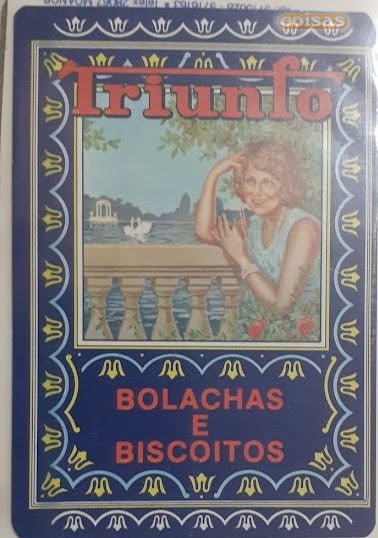 coisas
Triunfo
BOLACHAS
E
BISCOITOS